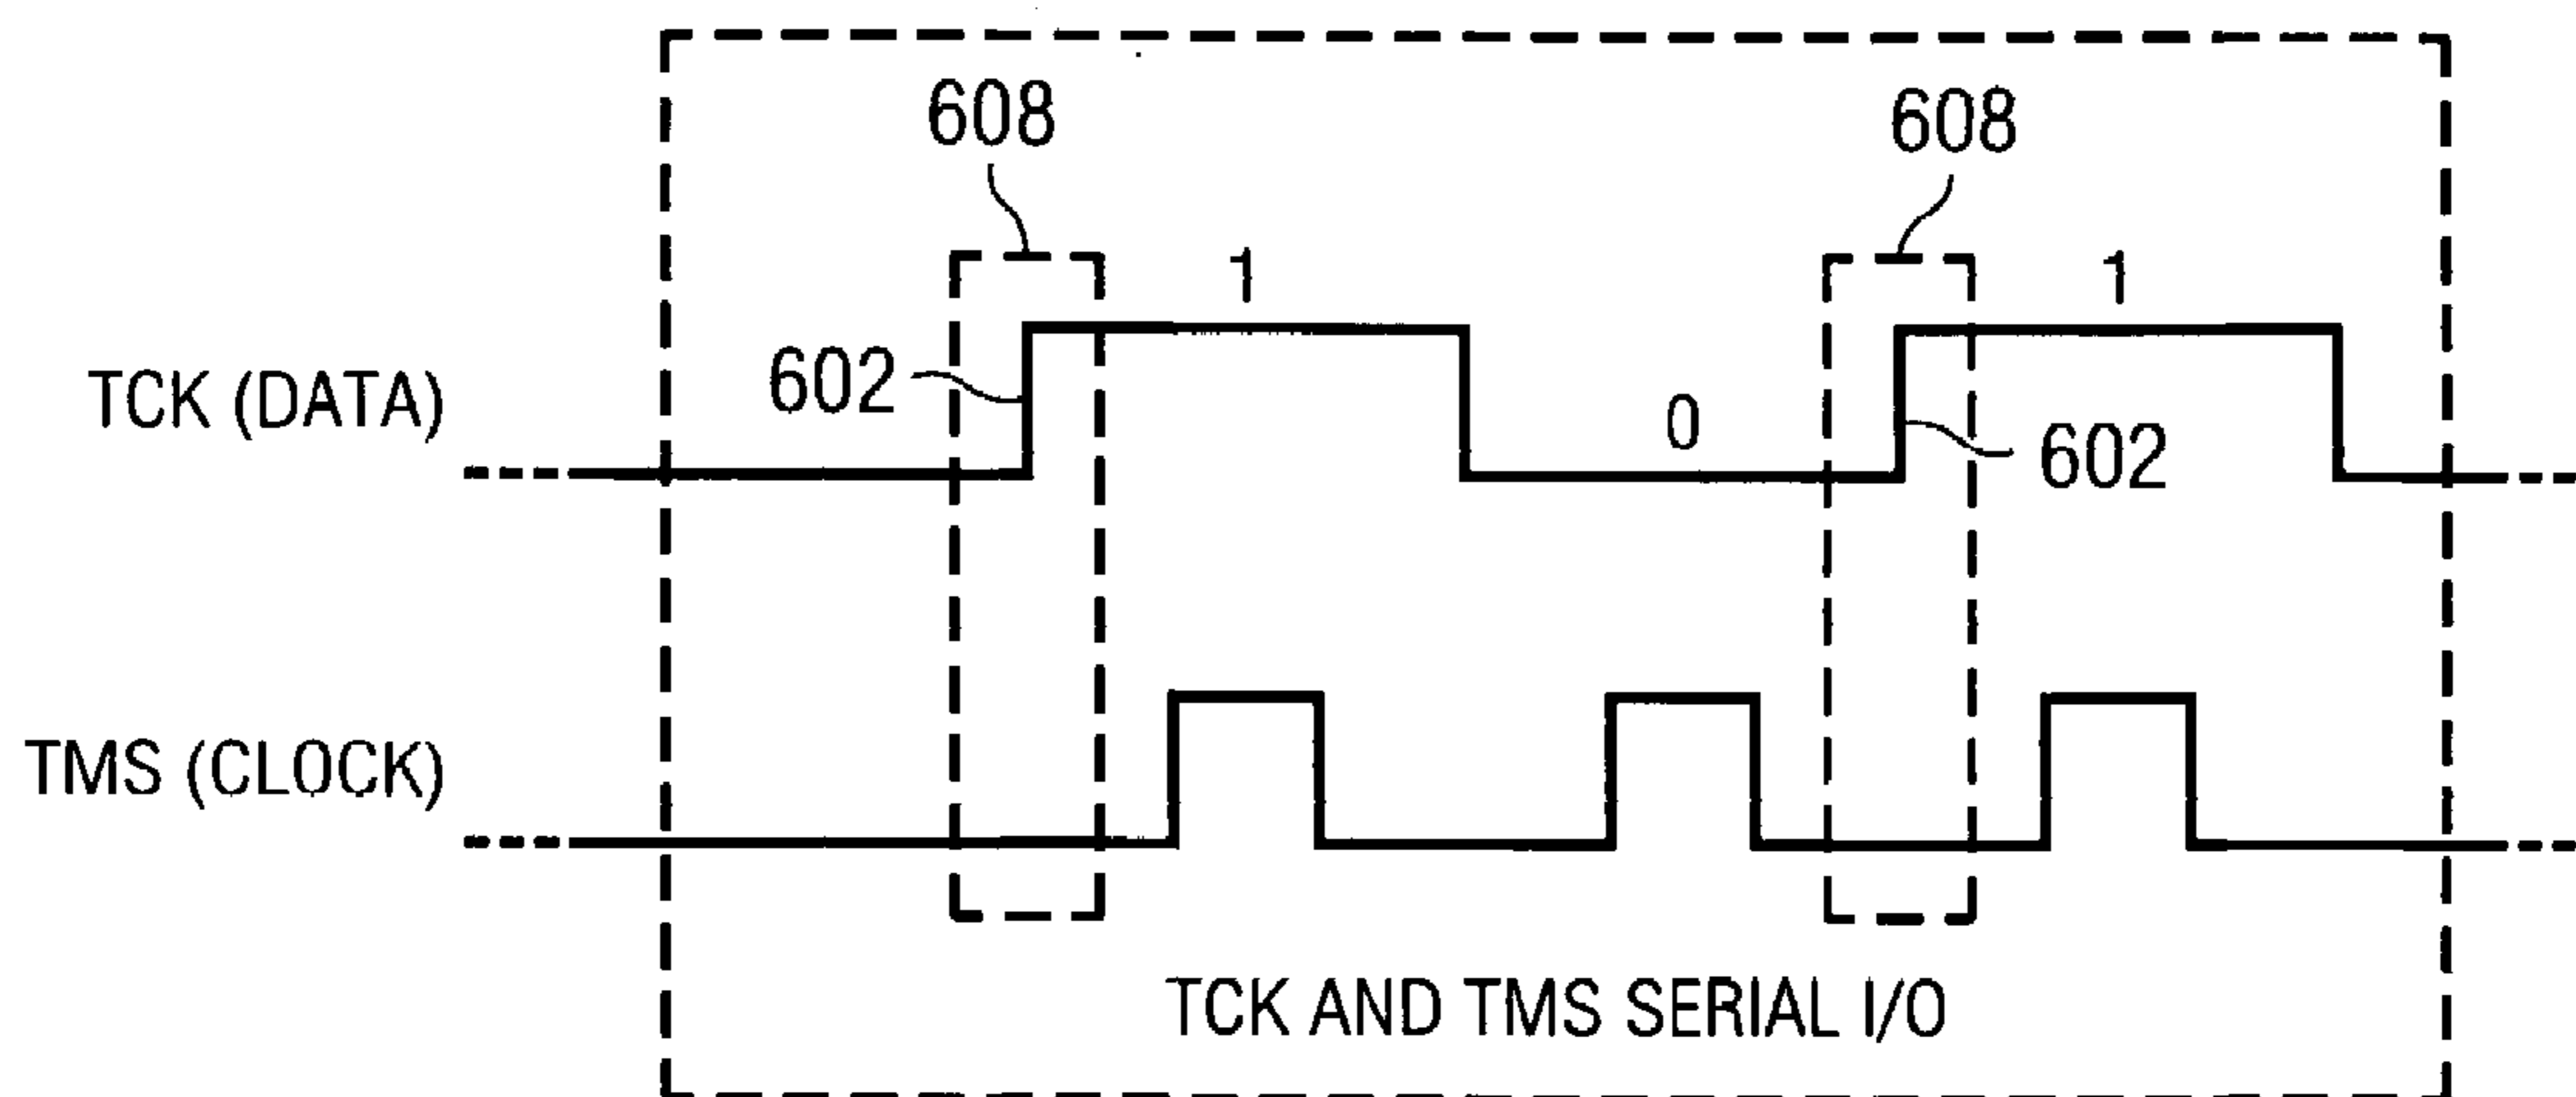 608 608
1 1
602
TCK (DATA)
0
602
TMS (CLOCK)
TCK AND TMS SERIAL I/O